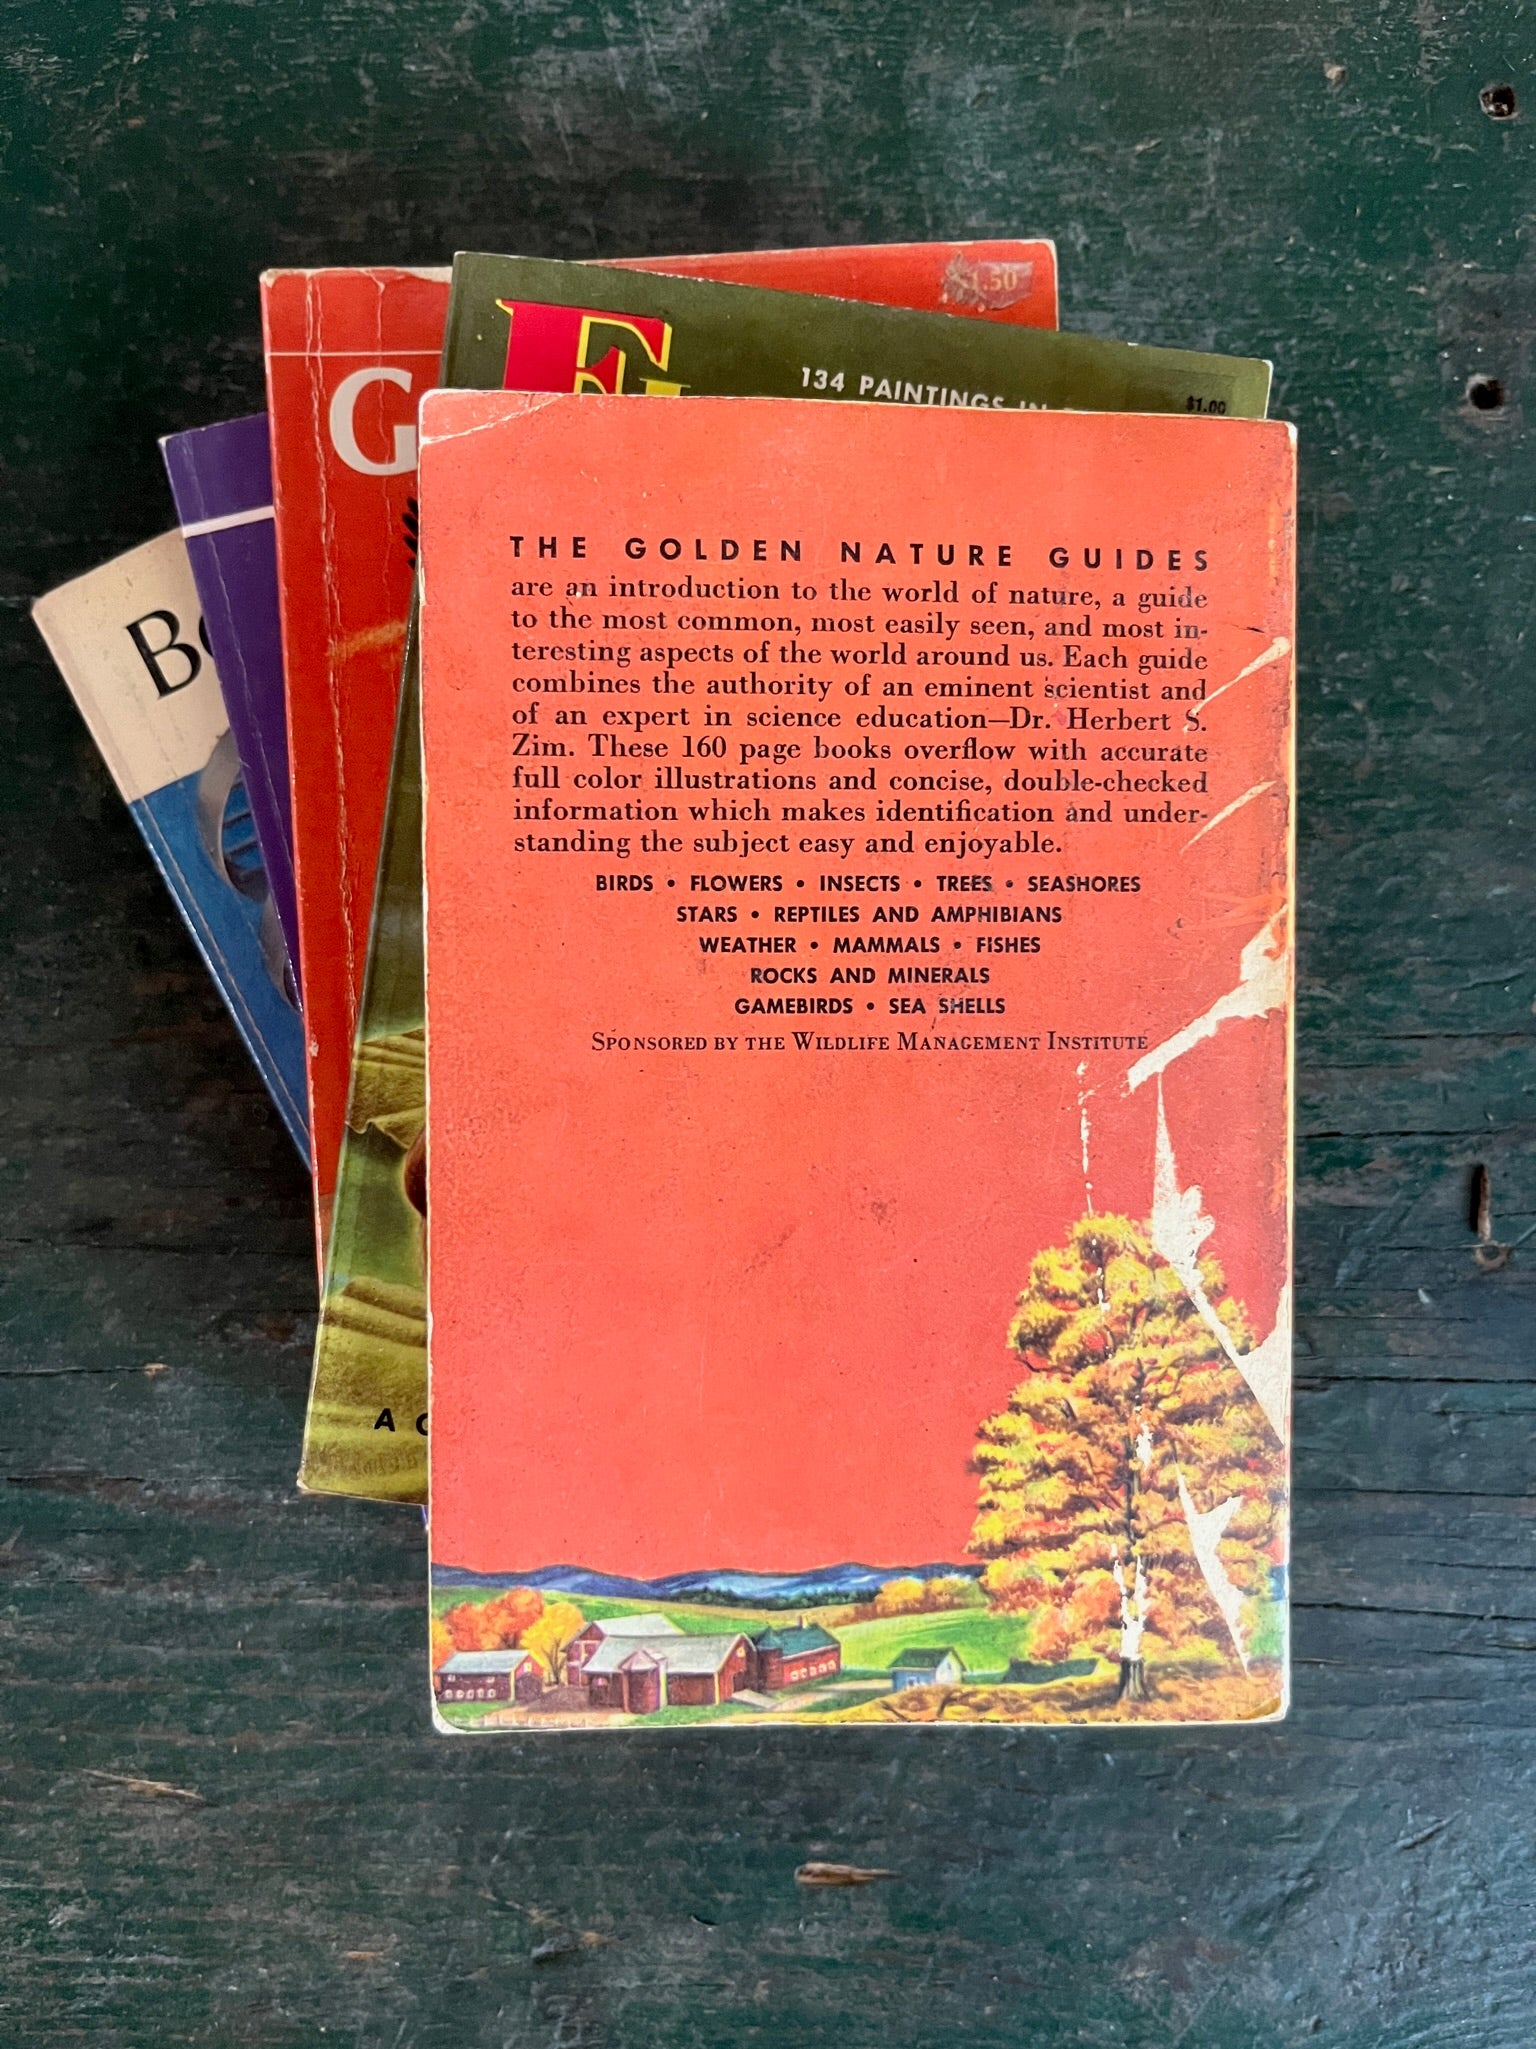 $1.50
134 PAINTINGS IN
$1.00
THE GOLDEN NATURE GUIDES
are an introduction to the world of nature, a guide
to the most common, most easily seen, and most in-
teresting aspects of the world around us. Each guide
combines the authority of an eminent scientist and
of an expert in science education—Dr. Herbert S.
Zim. These 160 page books overflow with accurate
full color illustrations and concise, double-checked
information which makes identification and under-
standing the subject easy and enjoyable.
BIRDS • FLOWERS • INSECTS • TREES • SEASHORES
STARS • REPTILES AND AMPHIBIANS
WEATHER • MAMMALS • FISHES
ROCKS AND MINERALS
GAMEBIRDS • SEA SHELLS
SPONSORED BY THE WILDLIFE MANAGEMENT INSTITUTE
A